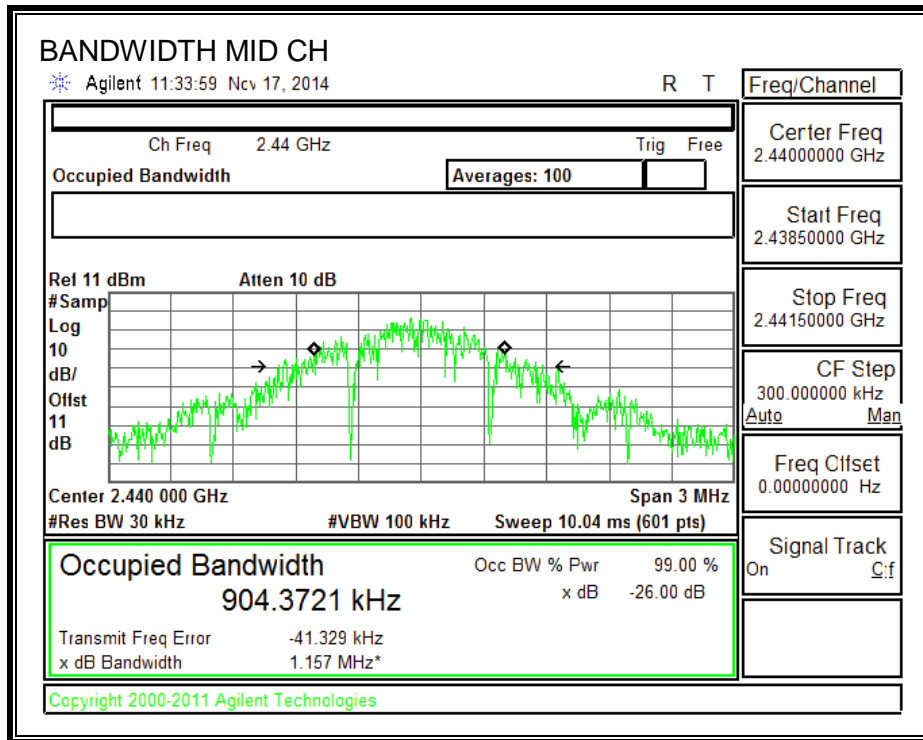 BANDWIDTH MID CH
Agilent 11:33:59 Nov 17, 2014 R T
Freq/Channel
Ch Freq 2.44 GHz Trig Free
Occupied Bandwidth Averages: 100
Center Freq
2.44000000 GHz
Start Freq
2.43850000 GHz
Stop Freq
2.44150000 GHz
CF Step
300.000000 kHz
Auto Man
Freq Offset
0.00000000 Hz
Signal Track
On Off
Ref 11 dBm Atten 10 dB
#Samp
Log
10
dB/
Offst
11
dB
Center 2.440 000 GHz Span 3 MHz
#Res BW 30 kHz #VBW 100 kHz Sweep 10.04 ms (601 pts)
Occupied Bandwidth Occ BW % Pwr 99.00 %
904.3721 kHz x dB -26.00 dB
Transmit Freq Error -41.329 kHz
x dB Bandwidth 1.157 MHz*
Copyright 2000-2011 Agilent Technologies